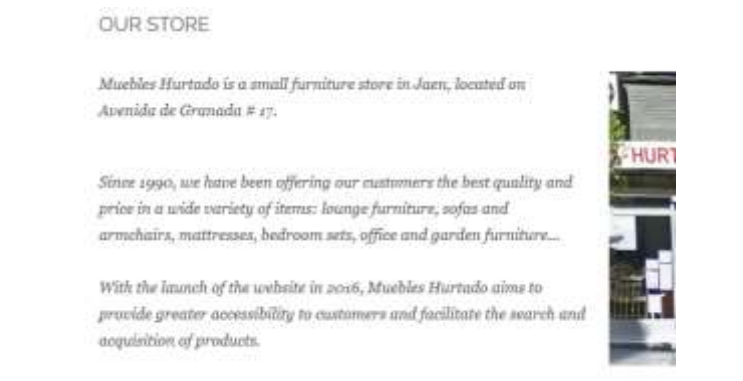 OUR STORE
Muebles Hurtado is a small furniture store in Jaen, located on
Avenida de Granada # 17.
Since 1990, we have been offering our customers the best quality and
price in a wide variety of items: lounge furniture, sofas and
armchairs, mattresses, bedroom sets, office and garden furniture...
With the launch of the website in 2016, Muebles Hurtado aims to
provide greater accessibility to customers and facilitate the search and
acquisition of products.
HURT